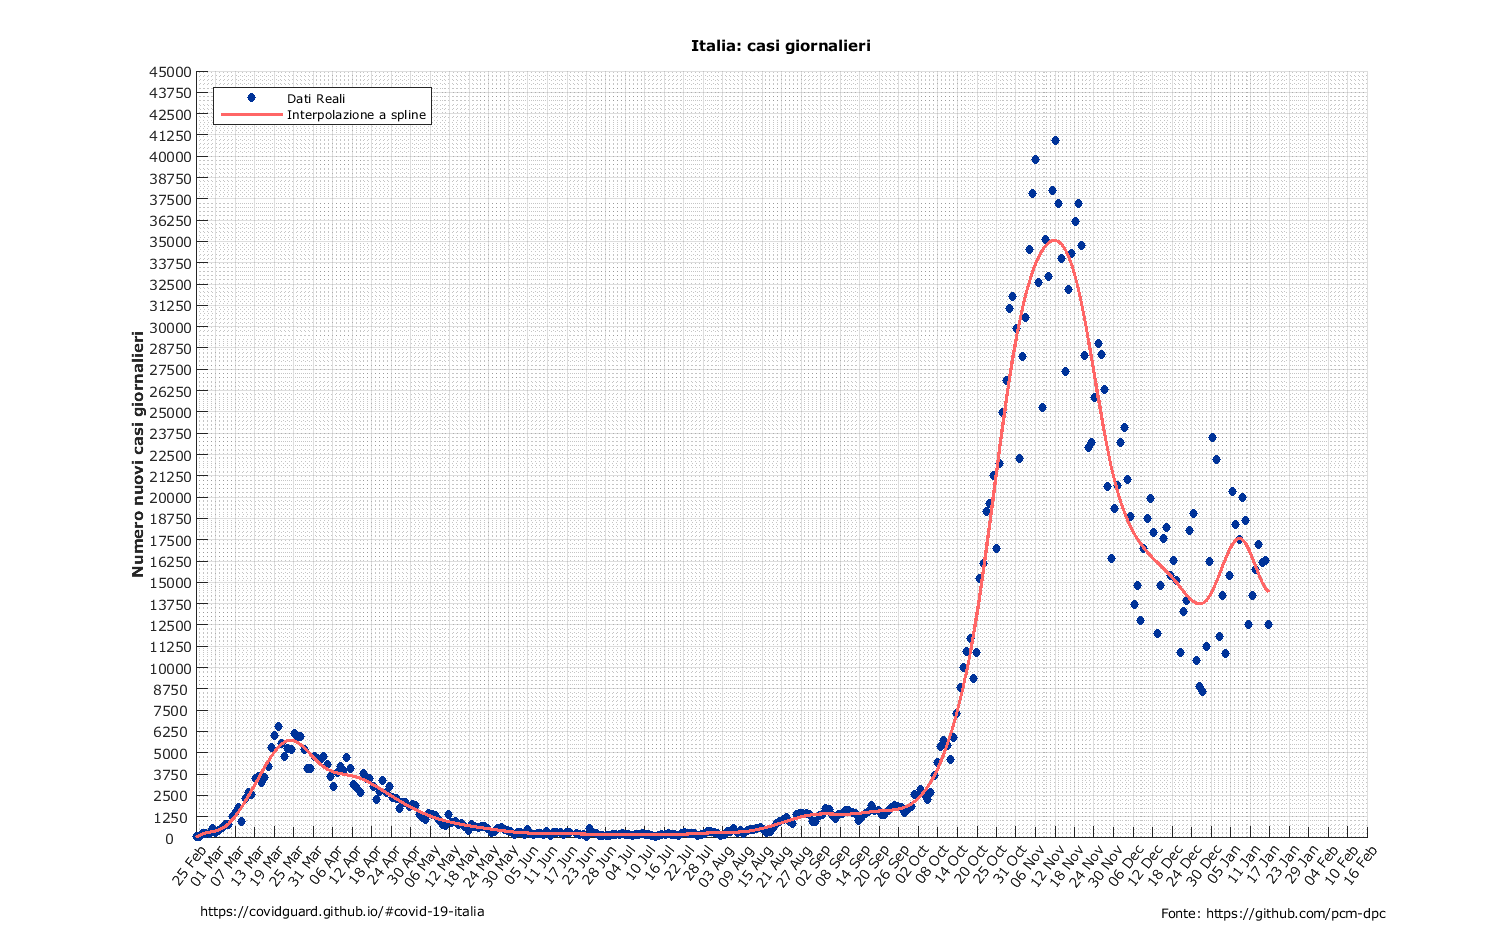 Italia: casi giornalieri
Dati Reali
Interpolazione a spline
Numero nuovi casi giornalieri
45000
43750
42500
41250
40000
38750
37500
36250
35000
33750
32500
31250
30000
28750
27500
26250
25000
23750
22500
21250
20000
18750
17500
16250
15000
13750
12500
11250
10000
8750
7500
6250
5000
3750
2500
1250
0
25 Feb
01 Mar
07 Mar
13 Mar
19 Mar
25 Mar
31 Mar
06 Apr
12 Apr
18 Apr
24 Apr
30 Apr
06 May
12 May
18 May
24 May
30 May
05 Jun
11 Jun
17 Jun
23 Jun
28 Jun
04 Jul
10 Jul
16 Jul
22 Jul
28 Jul
03 Aug
09 Aug
15 Aug
21 Aug
27 Aug
02 Sep
08 Sep
14 Sep
20 Sep
26 Sep
02 Oct
08 Oct
14 Oct
20 Oct
25 Oct
31 Oct
06 Nov
12 Nov
18 Nov
24 Nov
30 Nov
06 Dec
12 Dec
18 Dec
24 Dec
30 Dec
05 Jan
11 Jan
17 Jan
23 Jan
29 Jan
04 Feb
10 Feb
16 Feb
https://covidguard.github.io/#covid-19-italia
Fonte: https://github.com/pcm-dpc